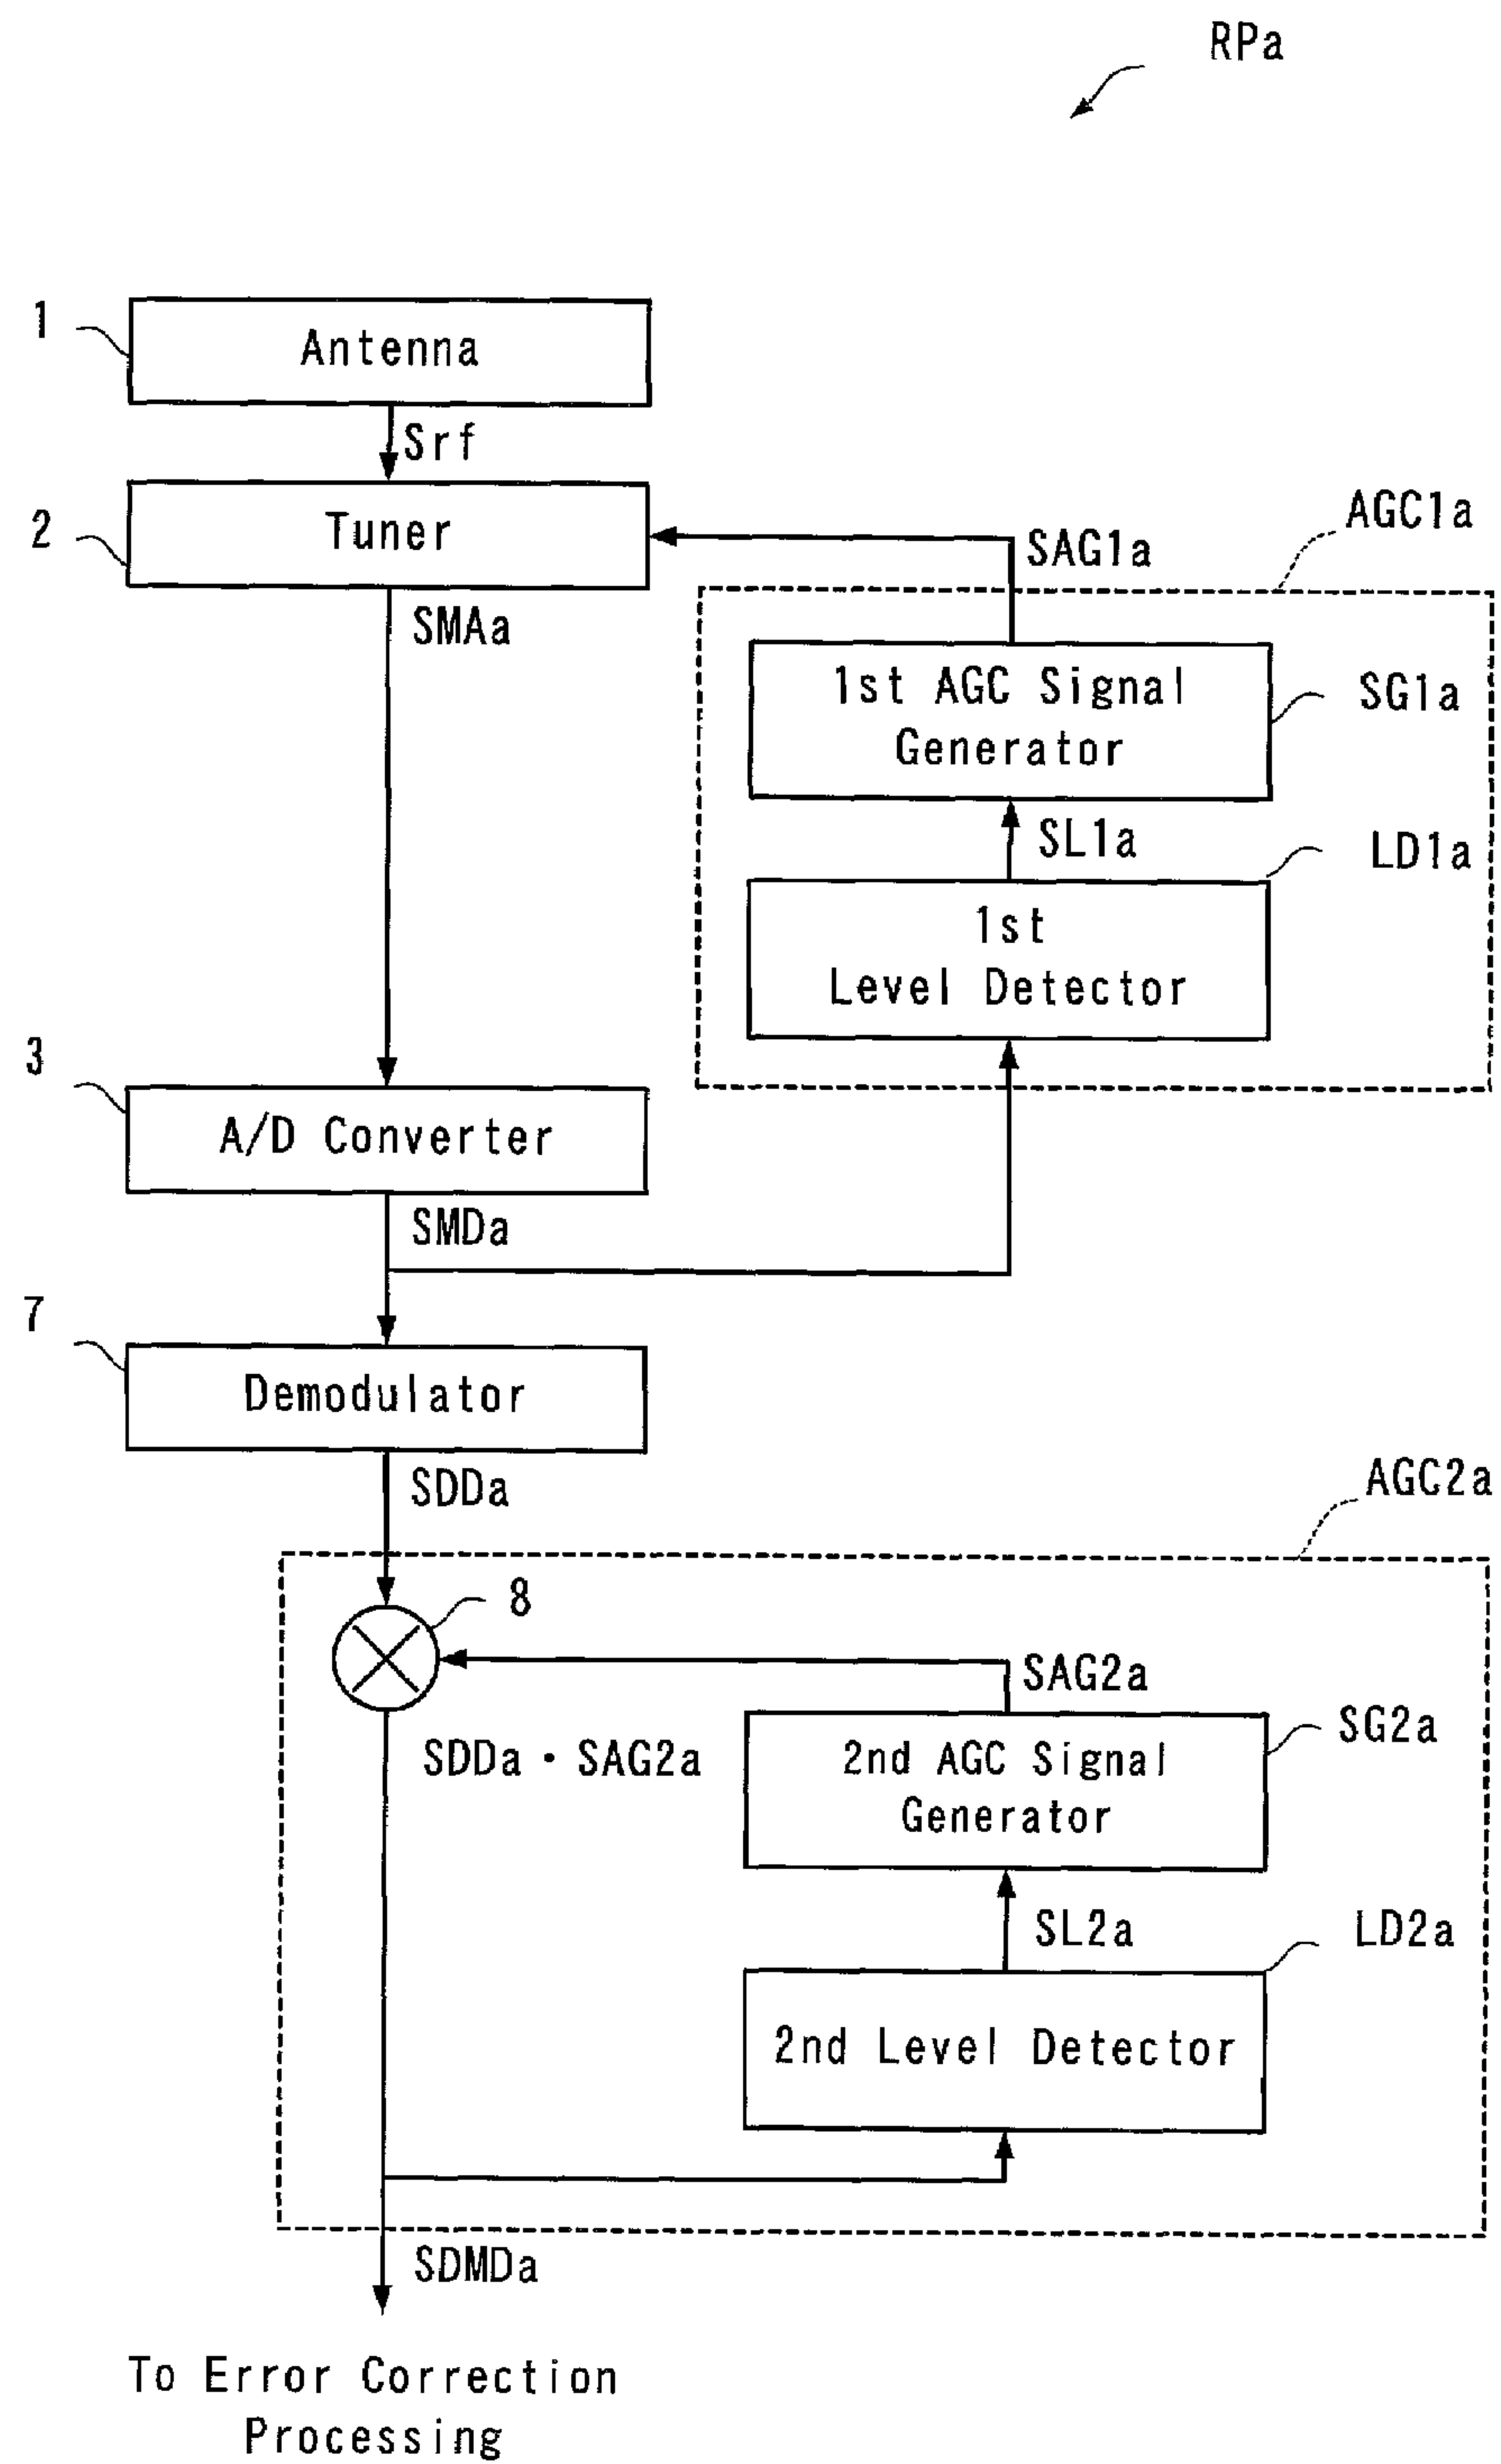 RPa
1
Antenna
Srf
2
Tuner
SAG1a
AGC1a
SMAa
1st AGC Signal
Generator
SG1a
SL1a
LD1a
1st
Level Detector
3
A/D Converter
SMDa
7
Demodulator
SDDa
AGC2a
8
SAG2a
SDDa・SAG2a
2nd AGC Signal
Generator
SG2a
SL2a
LD2a
2nd Level Detector
SDMDa
To Error Correction
Processing